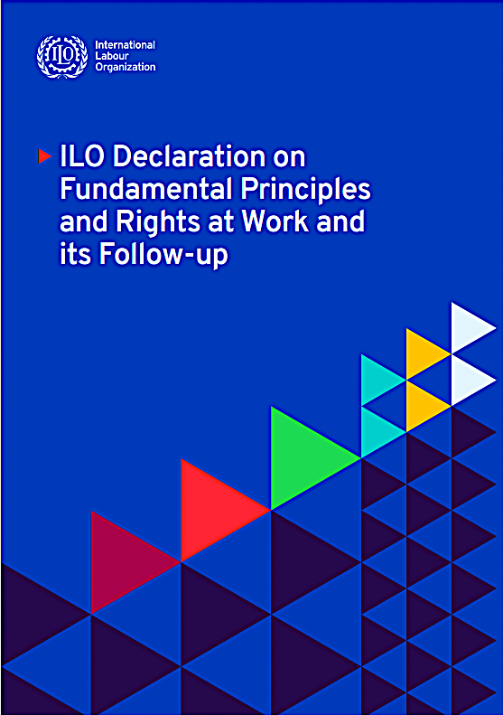 ILO
International
Labour
Organization
ILO Declaration on
Fundamental Principles
and Rights at Work and
its Follow-up